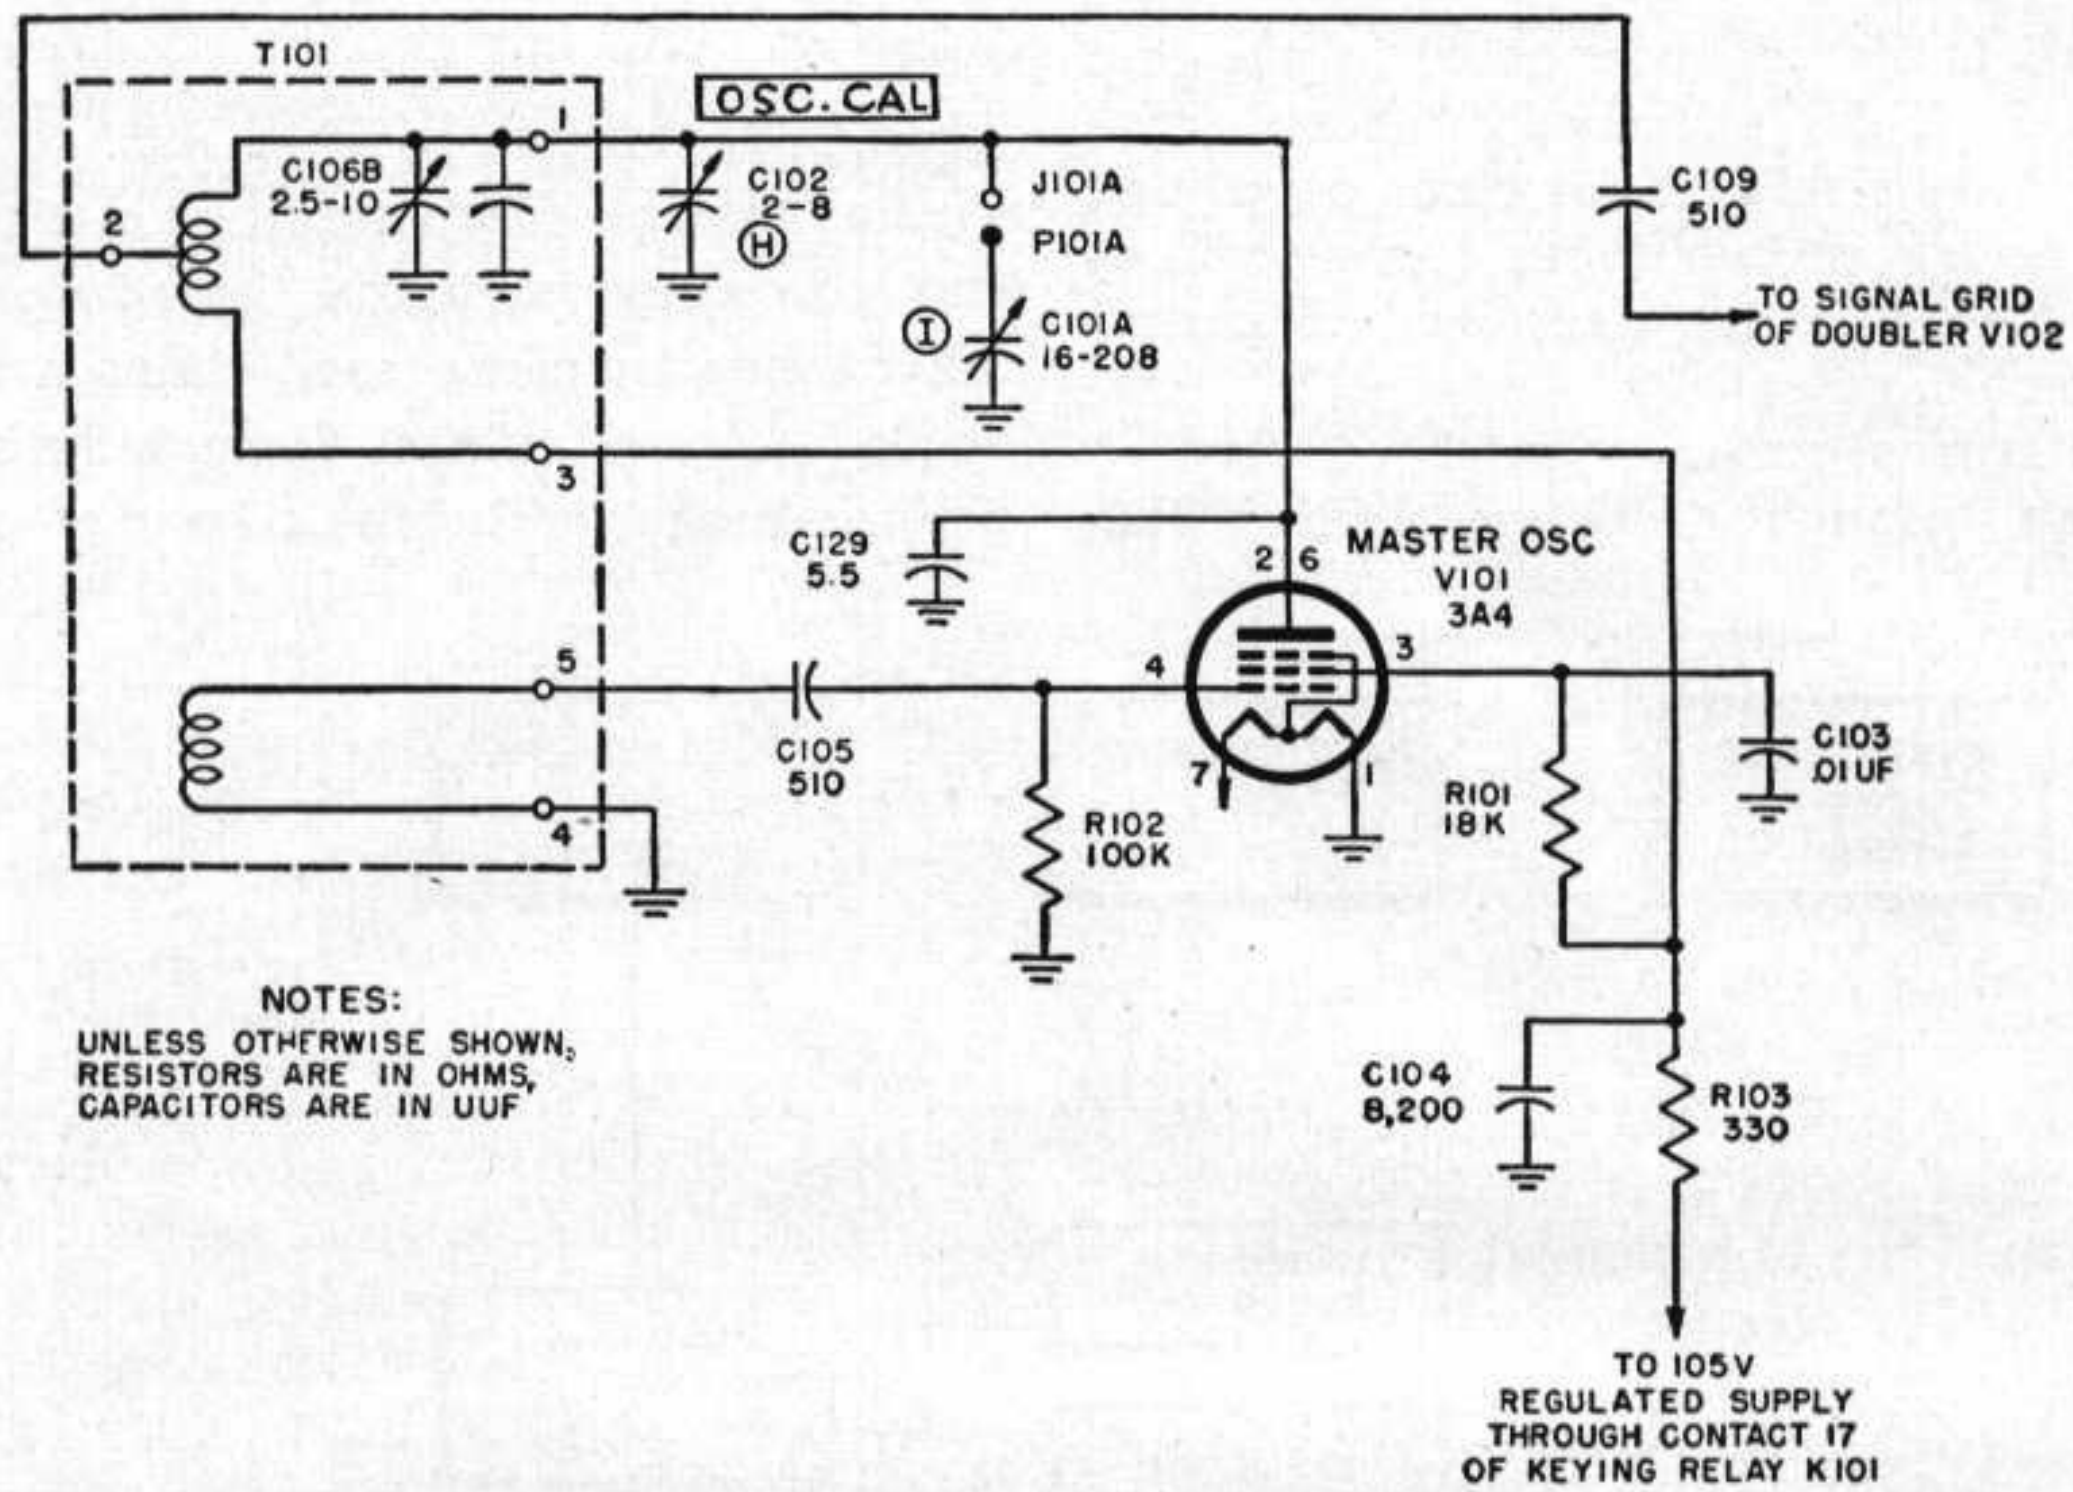 T101
OSC. CAL
1
C106B
2.5-10
C102
2-8
H
J101A
P101A
I
C101A
16-208
2
C109
510
TO SIGNAL GRID
OF DOUBLER V102
3
C129
5.5
2 6
MASTER OSC
V101
3A4
5
4
3
C105
510
7
1
R102
100K
R101
18K
C103
.01UF
4
NOTES:
UNLESS OTHERWISE SHOWN,
RESISTORS ARE IN OHMS,
CAPACITORS ARE IN UUF
C104
8,200
R103
330
TO 105V
REGULATED SUPPLY
THROUGH CONTACT 17
OF KEYING RELAY K101